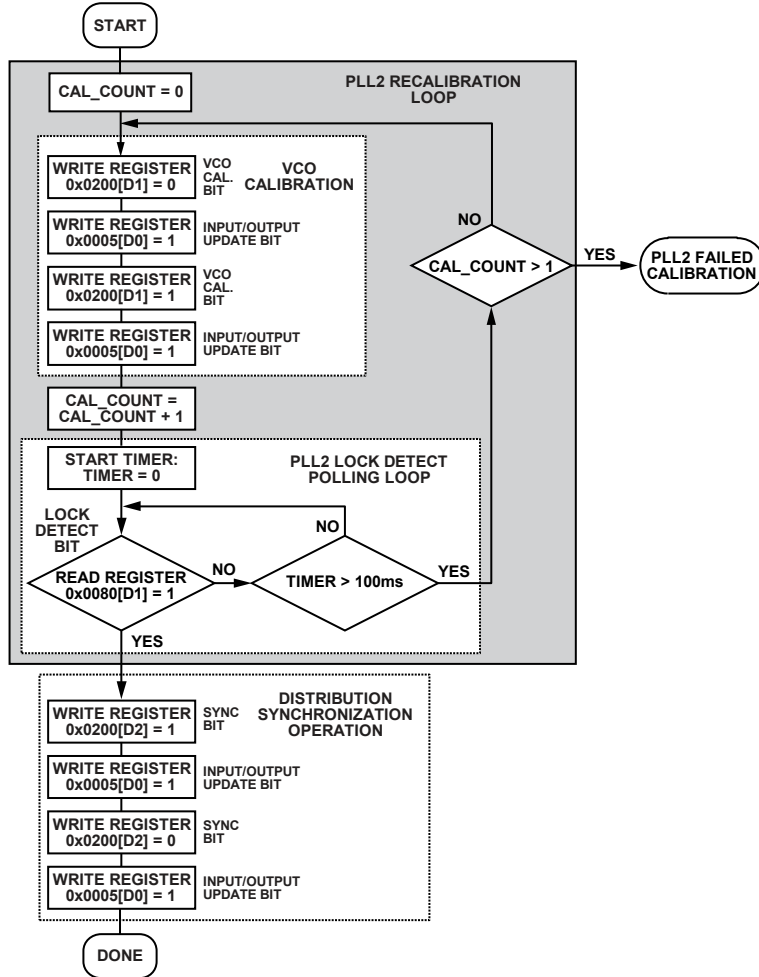 START
CAL_COUNT = 0
PLL2 RECALIBRATION
LOOP
WRITE REGISTER
0x0200[D1] = 0
VCO
CAL.
BIT
VCO
CALIBRATION
WRITE REGISTER
0x0005[D0] = 1
INPUT/OUTPUT
UPDATE BIT
WRITE REGISTER
0x0200[D1] = 1
VCO
CAL.
BIT
WRITE REGISTER
0x0005[D0] = 1
INPUT/OUTPUT
UPDATE BIT
NO
CAL_COUNT > 1
YES
PLL2 FAILED
CALIBRATION
CAL_COUNT =
CAL_COUNT + 1
START TIMER:
TIMER = 0
PLL2 LOCK DETECT
POLLING LOOP
LOCK
DETECT
BIT
NO
READ REGISTER
0x0080[D1] = 1
NO
TIMER > 100ms
YES
YES
WRITE REGISTER
0x0200[D2] = 1
SYNC
BIT
DISTRIBUTION
SYNCHRONIZATION
OPERATION
WRITE REGISTER
0x0005[D0] = 1
INPUT/OUTPUT
UPDATE BIT
WRITE REGISTER
0x0200[D2] = 0
SYNC
BIT
WRITE REGISTER
0x0005[D0] = 1
INPUT/OUTPUT
UPDATE BIT
DONE